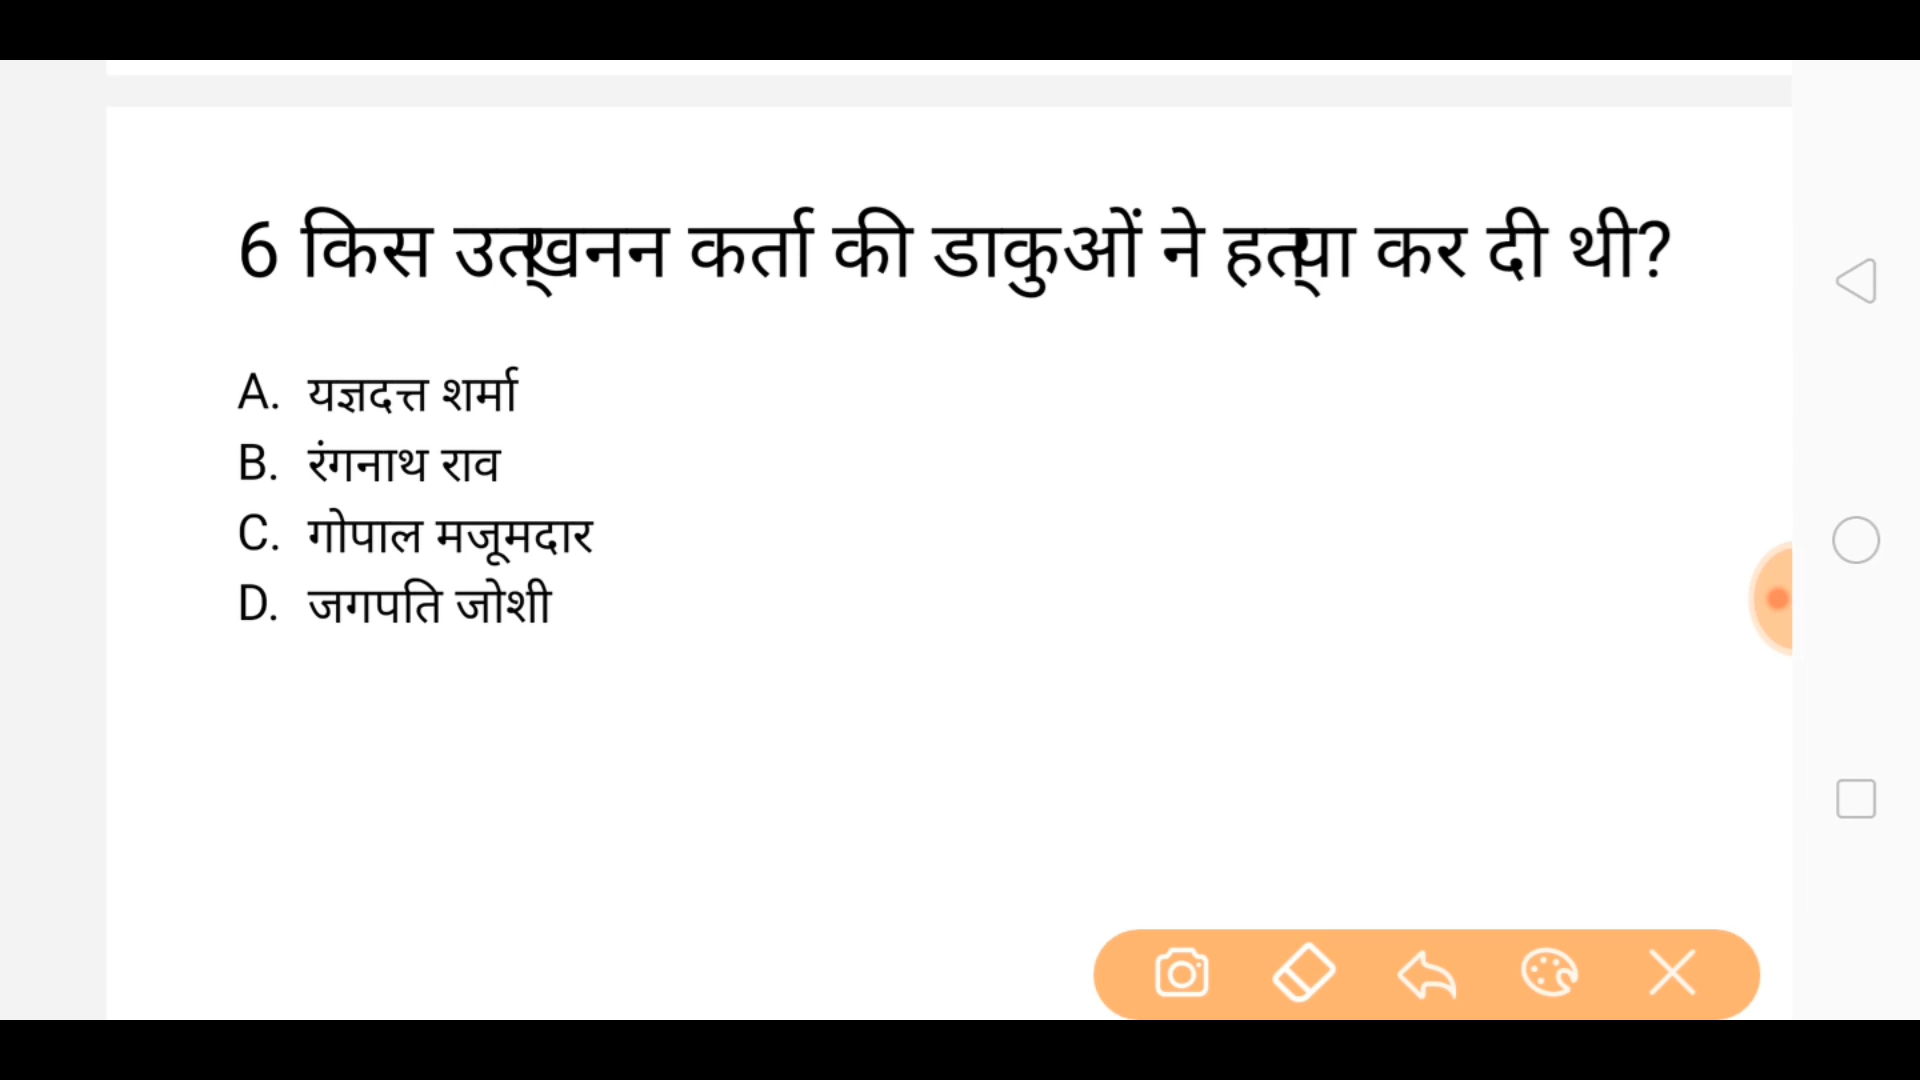 6 किस उत्खनन कर्ता की डाकुओं ने हत्या कर दी थी?
A. यज्ञदत्त शर्मा
B. रंगनाथ राव
C. गोपाल मजूमदार
D. जगपति जोशी